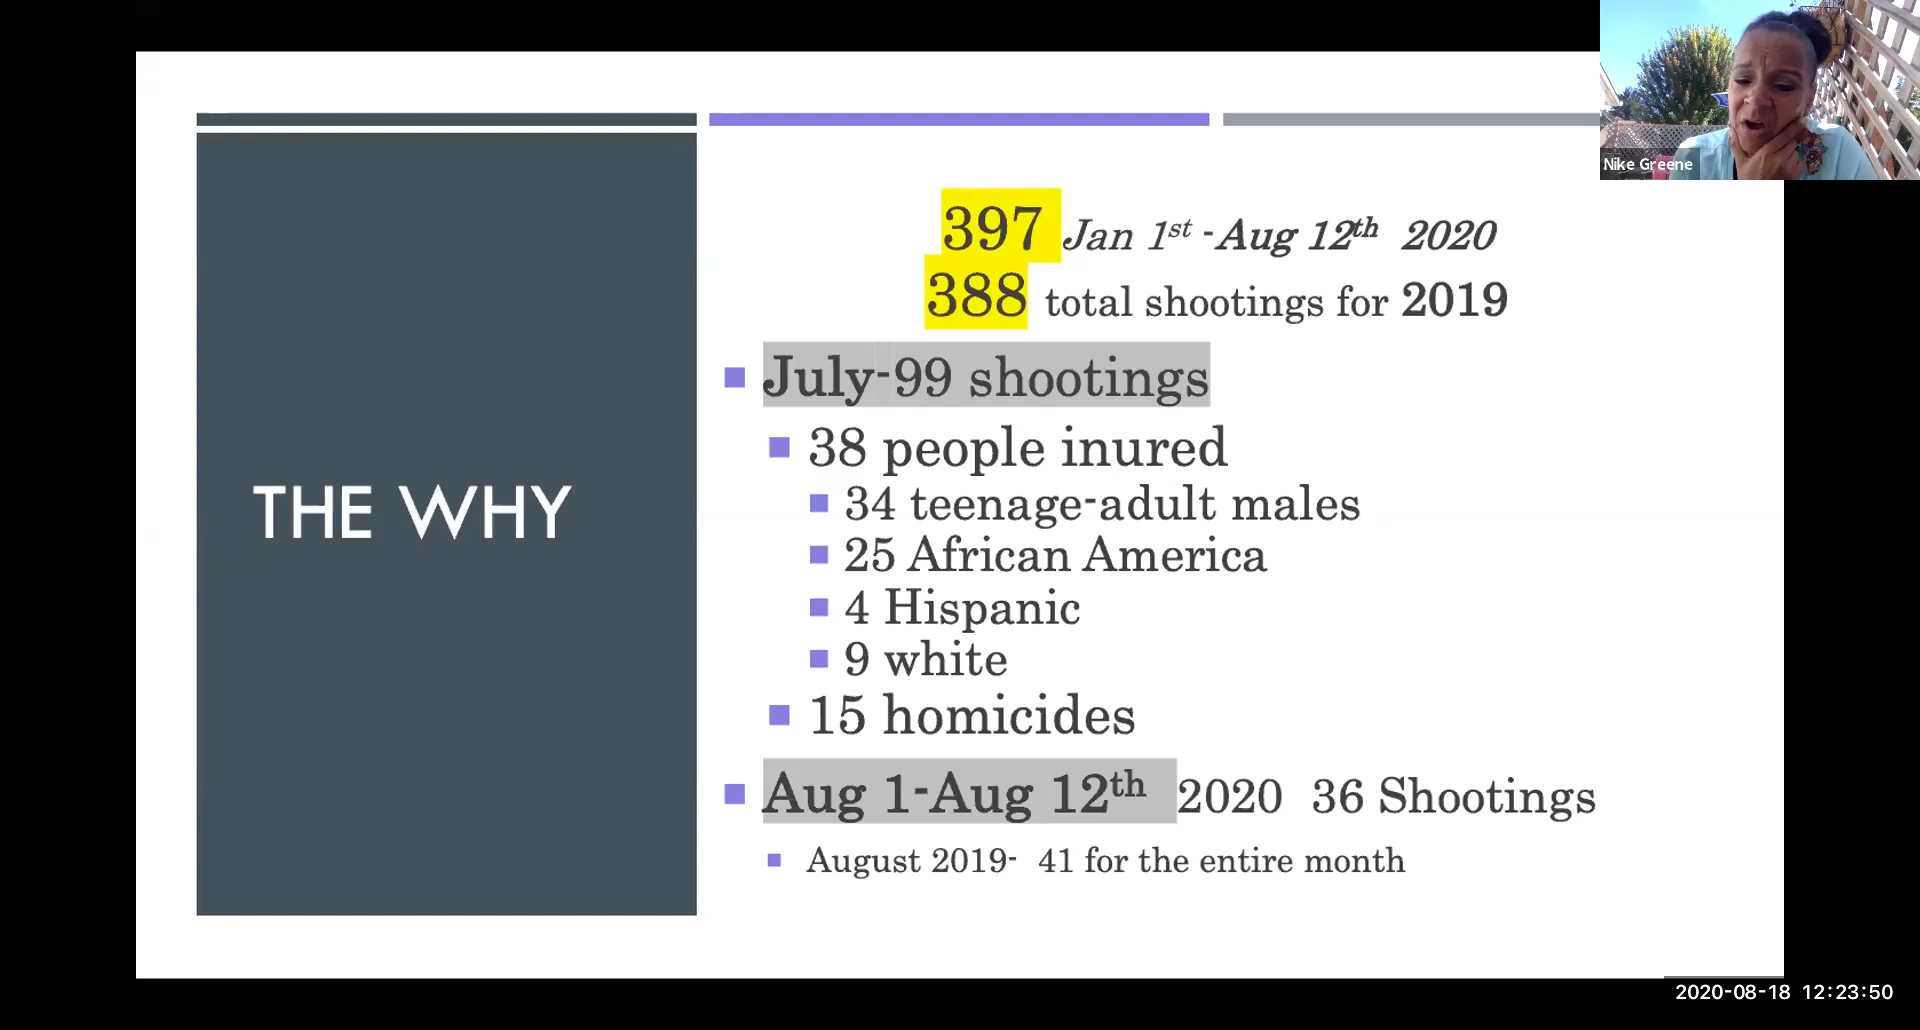 Nike Greene
THE WHY
397 Jan 1st -Aug 12th 2020
388 total shootings for 2019
July-99 shootings
38 people inured
34 teenage-adult males
25 African America
4 Hispanic
9 white
15 homicides
Aug 1-Aug 12th 2020 36 Shootings
August 2019- 41 for the entire month
2020-08-18 12:23:50